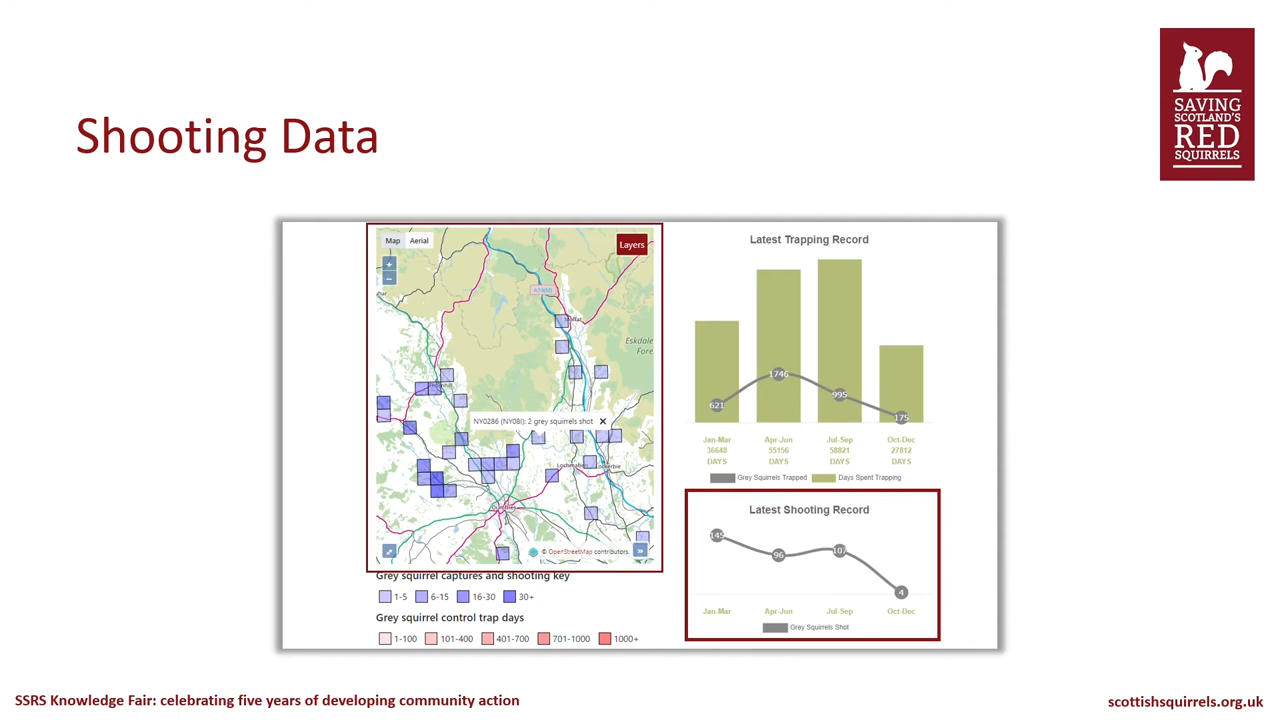 SAVING
SCOTLAND'S
RED
SQUIRRELS
Shooting Data
Map Aerial
Layers
+
−
A74(M)
Moffat
Eskdale
Fore
NY0286 (NY08I): 2 grey squirrels shot ×
Lochmaben
Lockerbie
Dumfries
© OpenStreetMap contributors.
»
Grey squirrel captures and shooting key
1-5 6-15 16-30 30+
Grey squirrel control trap days
1-100 101-400 401-700 701-1000 1000+
Latest Trapping Record
621 1746 995 175
Jan-Mar Apr-Jun Jul-Sep Oct-Dec
36648 55156 58821 27812
DAYS DAYS DAYS DAYS
Grey Squirrels Trapped Days Spent Trapping
Latest Shooting Record
145 96 107 4
Jan-Mar Apr-Jun Jul-Sep Oct-Dec
Grey Squirrels Shot
SSRS Knowledge Fair: celebrating five years of developing community action
scottishsquirrels.org.uk